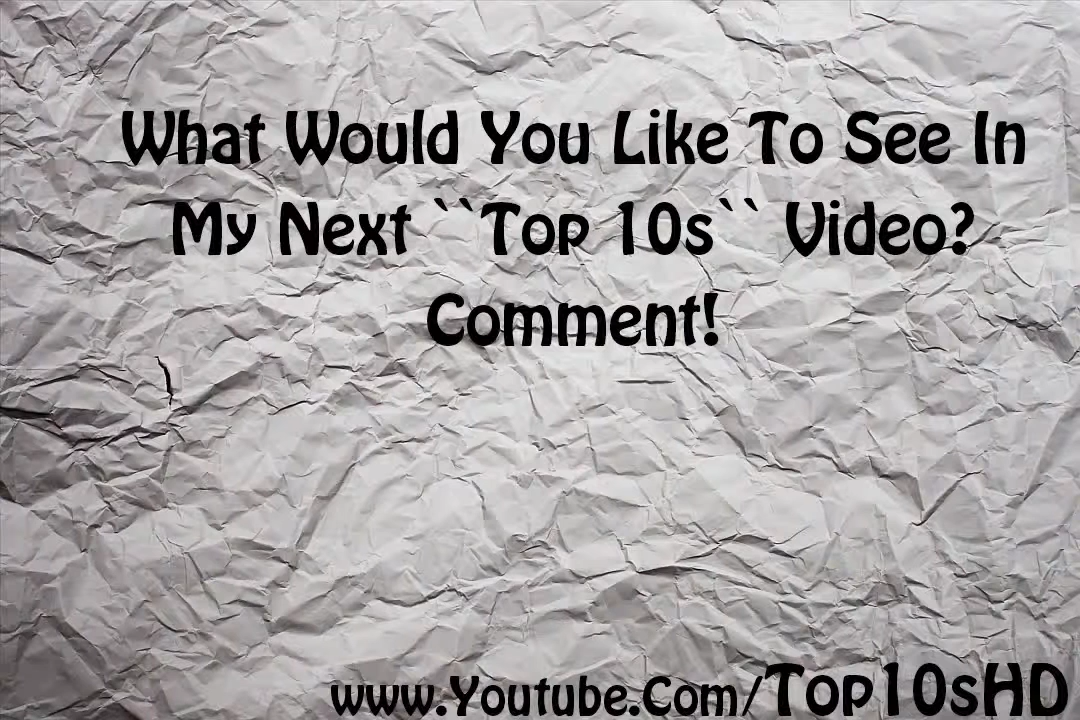 What Would You Like To See In
My Next ``Top 10s`` Video?
Comment!
www.Youtube.Com/Top10sHD